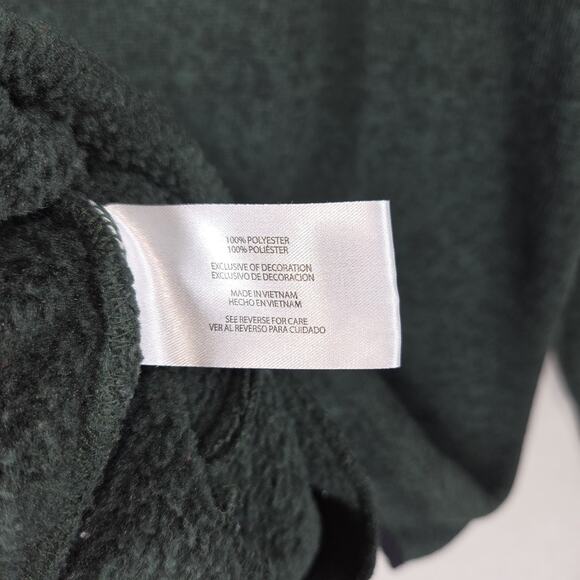 100% POLYESTER
100% POLIÉSTER
EXCLUSIVE OF DECORATION
EXCLUSIVO DE DECORACIÓN
MADE IN VIETNAM
HECHO EN VIETNAM
SEE REVERSE FOR CARE
VER AL REVERSO PARA CUIDADO